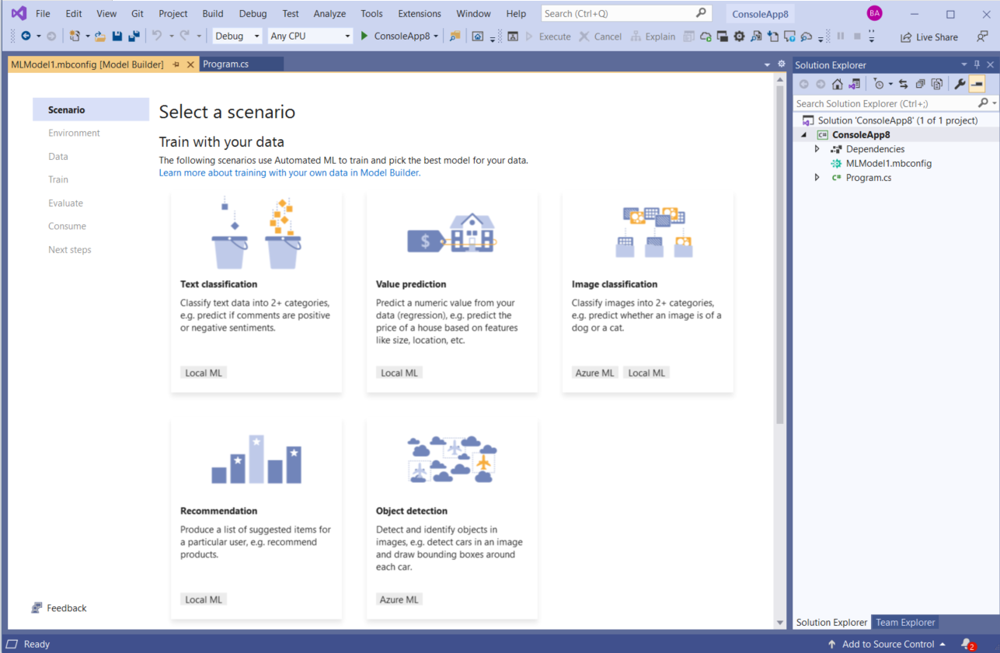 File Edit View Git Project Build Debug Test Analyze Tools Extensions Window Help Search (Ctrl+Q) ConsoleApp8 BA
Debug Any CPU ConsoleApp8 Execute Cancel Explain Live Share
MLModel1.mbconfig [Model Builder] Program.cs
Scenario
Environment
Data
Train
Evaluate
Consume
Next steps
Feedback
Select a scenario
Train with your data
The following scenarios use Automated ML to train and pick the best model for your data.
Learn more about training with your own data in Model Builder.
$
Text classification
Classify text data into 2+ categories,
e.g. predict if comments are positive
or negative sentiments.
Local ML
Value prediction
Predict a numeric value from your
data (regression), e.g. predict the
price of a house based on features
like size, location, etc.
Local ML
Image classification
Classify images into 2+ categories,
e.g. predict whether an image is of a
dog or a cat.
Azure ML Local ML
Recommendation
Produce a list of suggested items for
a particular user, e.g. recommend
products.
Local ML
Object detection
Detect and identify objects in
images, e.g. detect cars in an image
and draw bounding boxes around
each car.
Azure ML
Solution Explorer
Search Solution Explorer (Ctrl+;)
Solution 'ConsoleApp8' (1 of 1 project)
C# ConsoleApp8
Dependencies
MLModel1.mbconfig
C# Program.cs
Solution Explorer Team Explorer
Ready
Add to Source Control 2